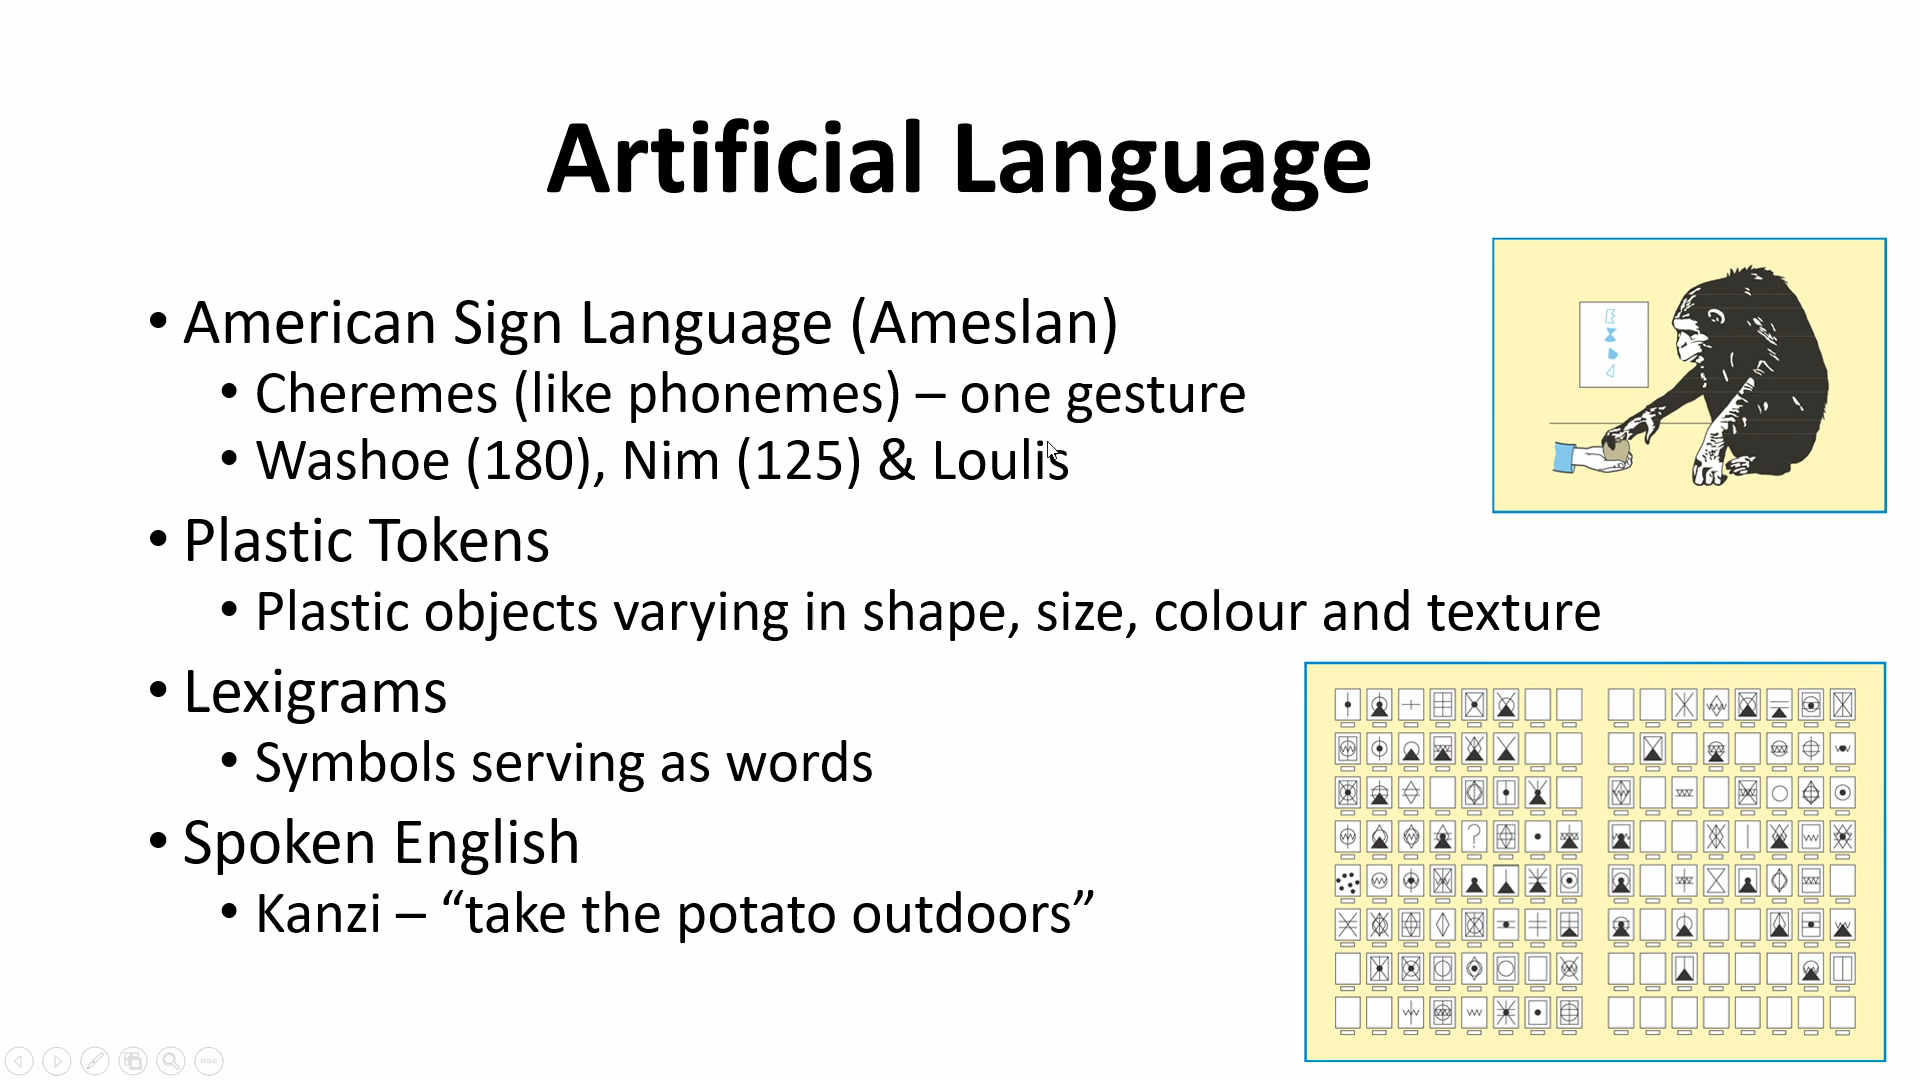 Artificial Language
• American Sign Language (Ameslan)
• Cheremes (like phonemes) – one gesture
• Washoe (180), Nim (125) & Loulis
• Plastic Tokens
• Plastic objects varying in shape, size, colour and texture
• Lexigrams
• Symbols serving as words
• Spoken English
• Kanzi – “take the potato outdoors”
?